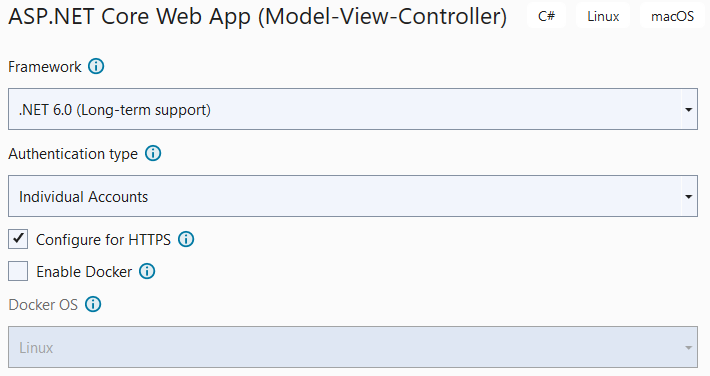 ASP.NET Core Web App (Model-View-Controller) C# Linux macOS
Framework
.NET 6.0 (Long-term support)
Authentication type
Individual Accounts
Configure for HTTPS
Enable Docker
Docker OS
Linux